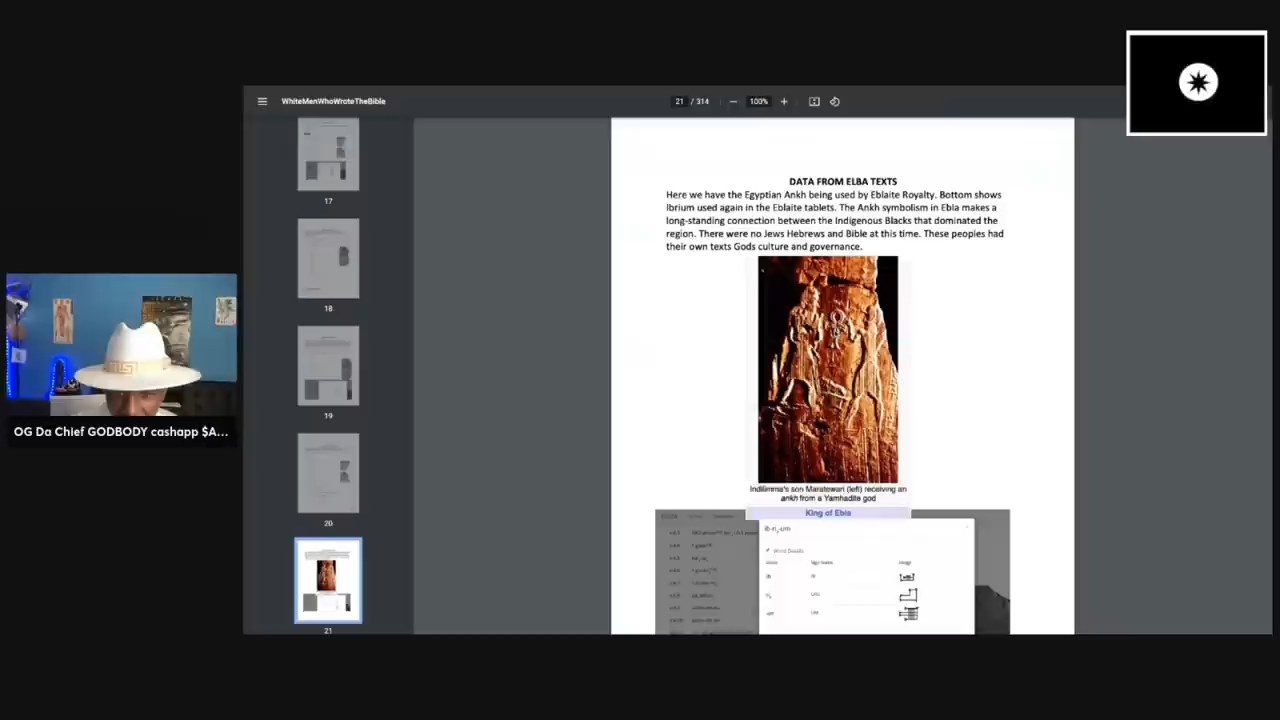 WhiteMenWhoWroteTheBible
21 / 314
100%
17
18
19
20
21
DATA FROM ELBA TEXTS
Here we have the Egyptian Ankh being used by Eblaite Royalty. Bottom shows
Ibrium used again in the Eblaite tablets. The Ankh symbolism in Ebla makes a
long-standing connection between the Indigenous Blacks that dominated the
region. There were no Jews Hebrews and Bible at this time. These peoples had
their own texts Gods culture and governance.
Indilimma's son Maratewari (left) receiving an
ankh from a Yamhadite god
King of Ebla
Word Details
OG Da Chief GODBODY cashapp $A...